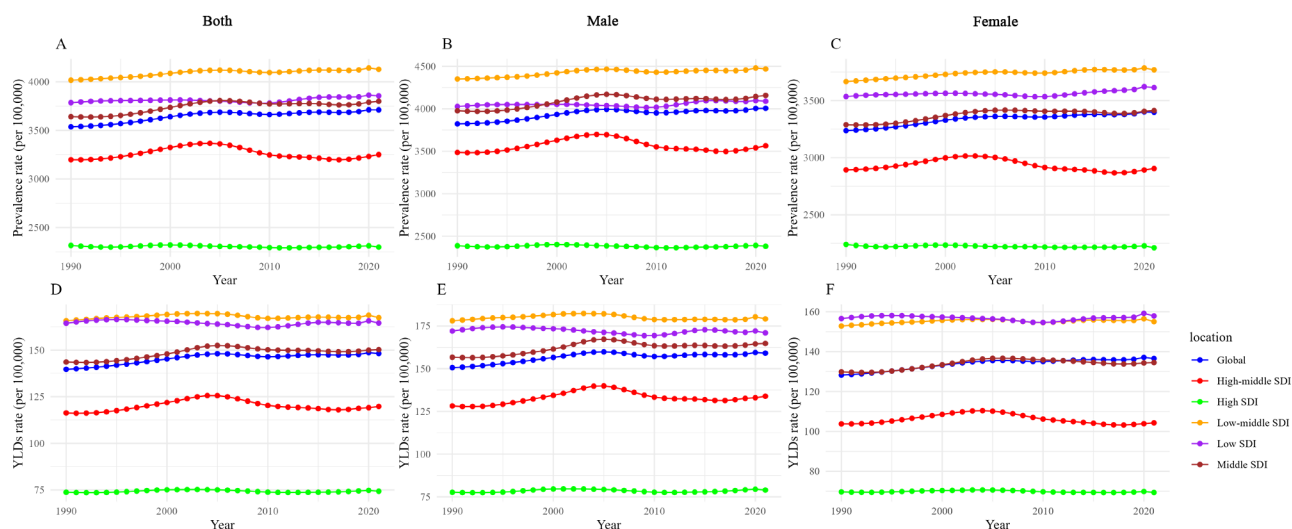 Both Male Female
A B C
Prevalence rate (per 1000,000)
4000
3500
3000
2500
1990 2000 2010 2020
Year
Prevalence rate (per 1000,000)
4500
4000
3500
3000
2500
1990 2000 2010 2020
Year
Prevalence rate (per 1000,000)
3500
3000
2500
1990 2000 2010 2020
Year
D E F
YLDs rate (per 100,000)
150
125
100
75
1990 2000 2010 2020
Year
YLDs rate (per 100,000)
175
150
125
100
75
1990 2000 2010 2020
Year
YLDs rate (per 100,000)
160
140
120
100
80
1990 2000 2010 2020
Year
location
Global
High-middle SDI
High SDI
Low-middle SDI
Low SDI
Middle SDI